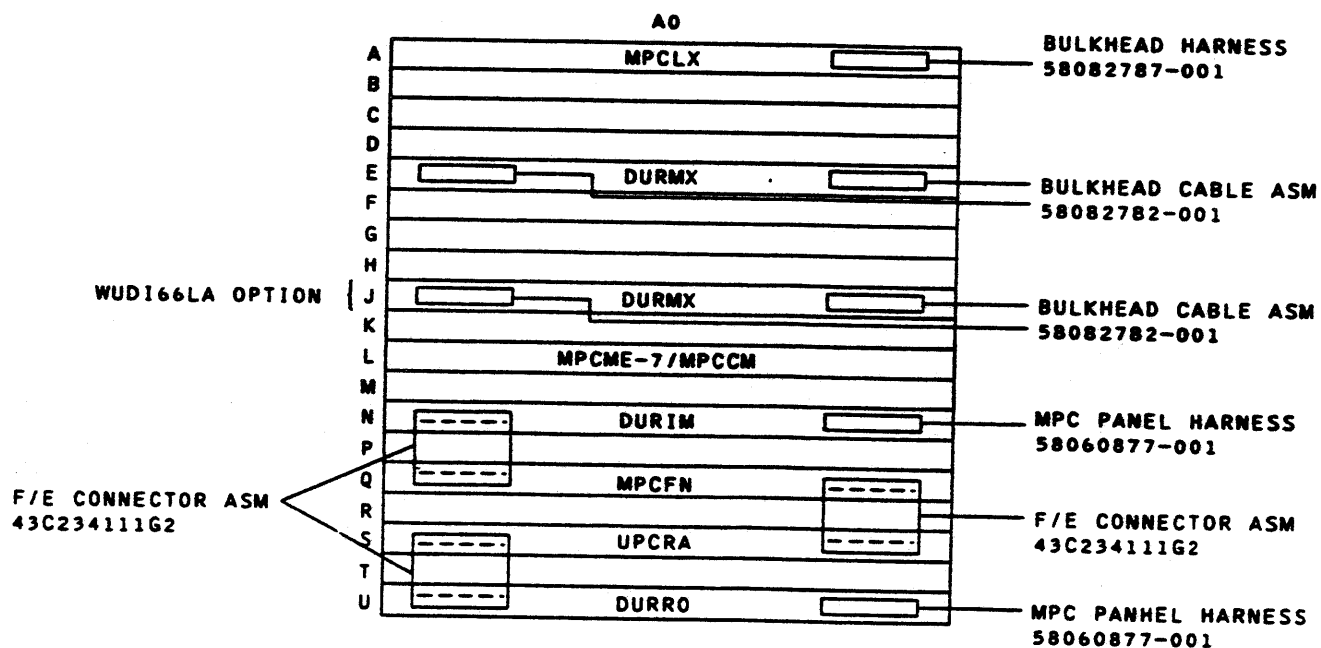 A0
A MPCLX
BULKHEAD HARNESS
58082787-001
B
C
D
E DURMX
BULKHEAD CABLE ASM
58082782-001
F
G
H
WUDI66LA OPTION { J DURMX
BULKHEAD CABLE ASM
58082782-001
K
L MPCME-7/MPCCM
M
N DURIM
MPC PANEL HARNESS
58060877-001
P
Q MPCFN
F/E CONNECTOR ASM
43C234111G2
R
F/E CONNECTOR ASM
43C234111G2
S UPCRA
T
U DURRO
MPC PANHEL HARNESS
58060877-001